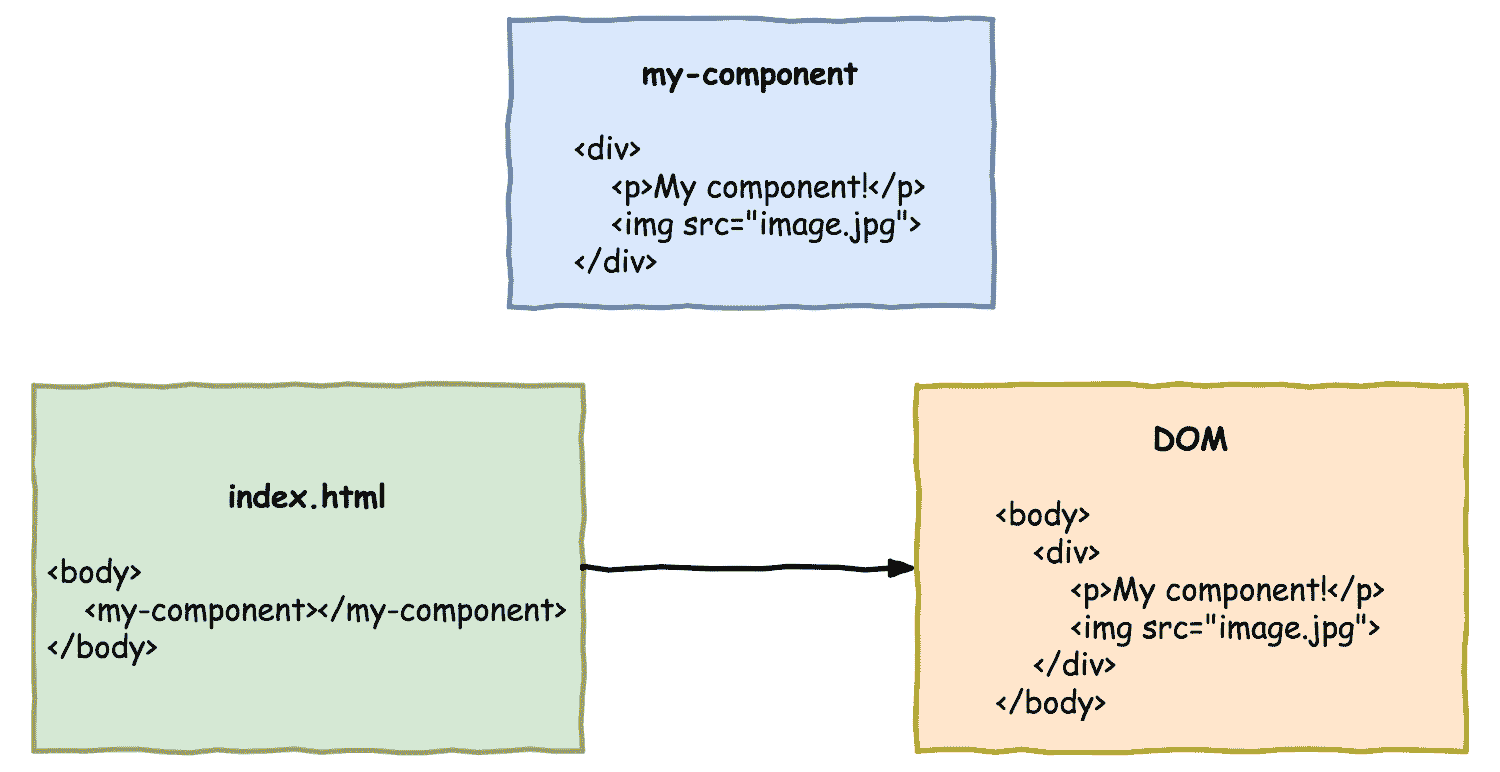 my-component
<div>
<p>My component!</p>
<img src="image.jpg">
</div>
index.html
<body>
<my-component></my-component>
</body>
DOM
<body>
<div>
<p>My component!</p>
<img src="image.jpg">
</div>
</body>